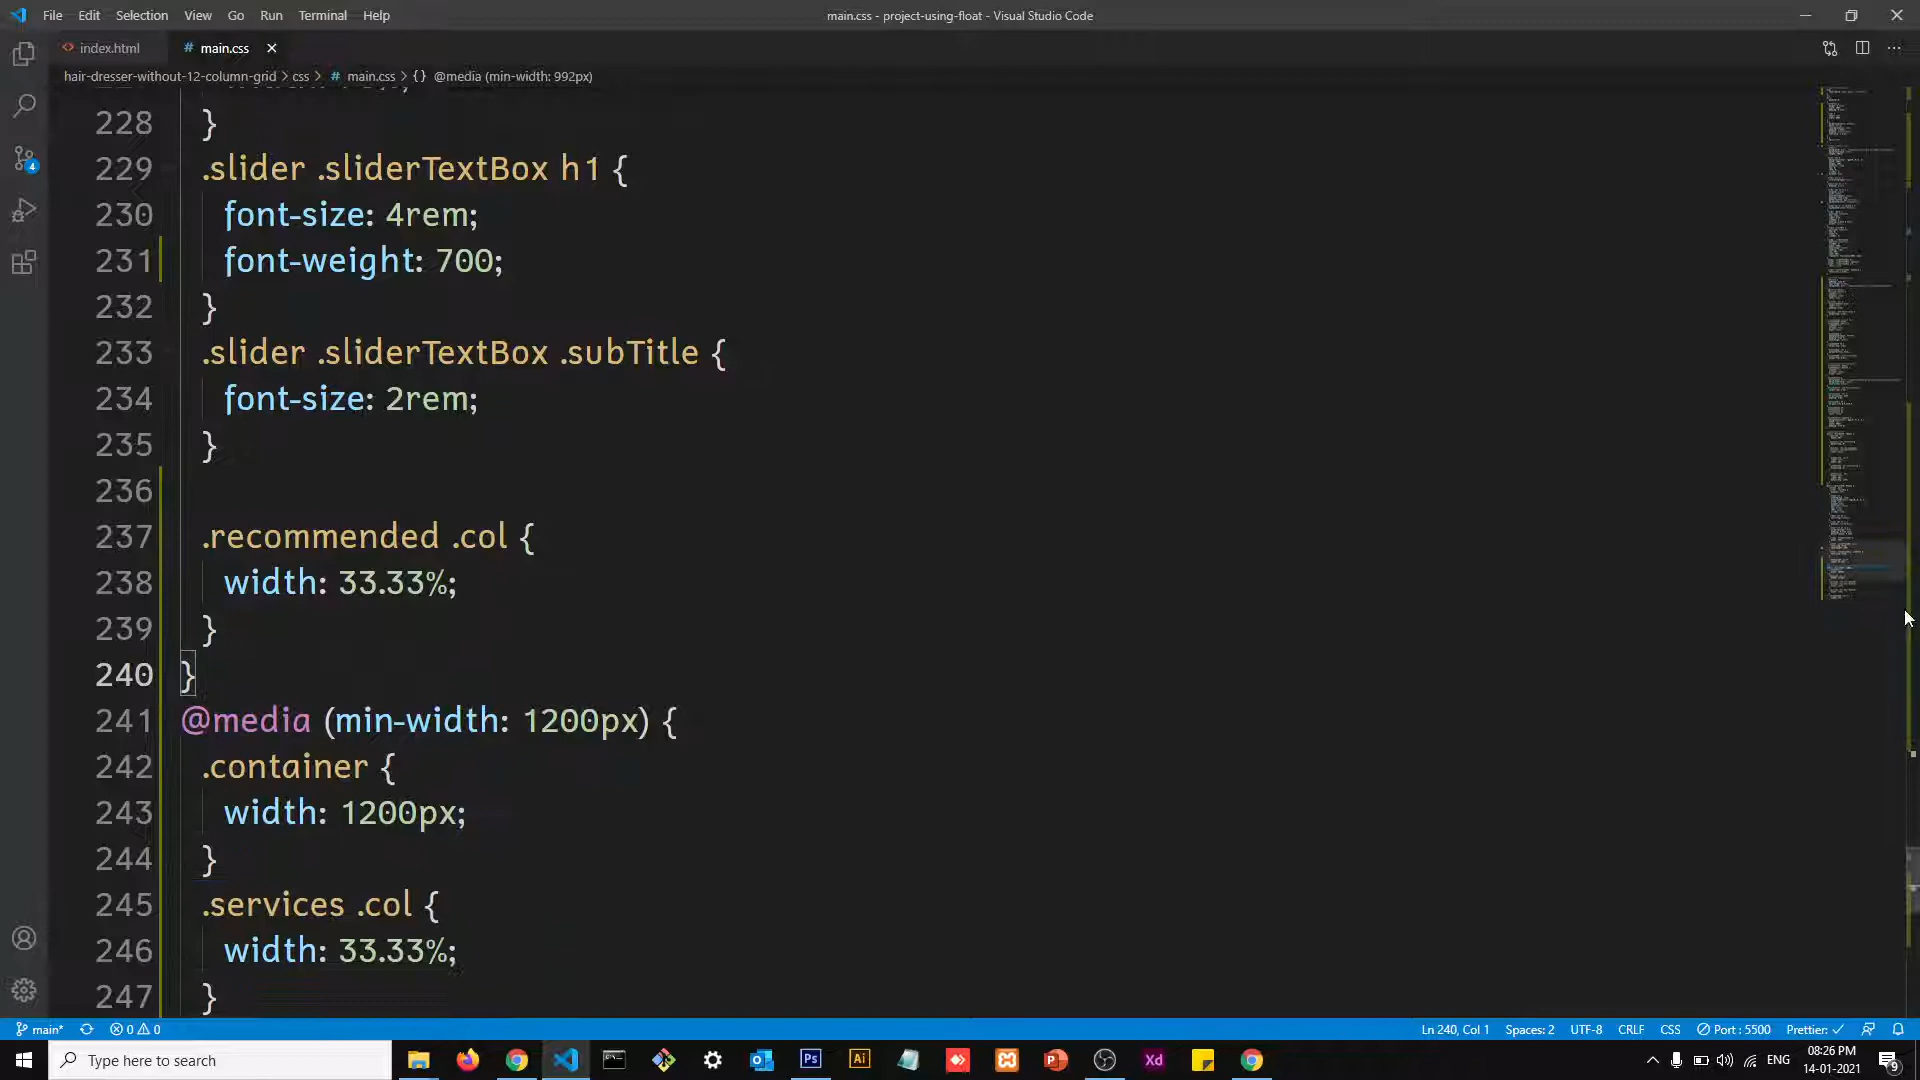 File Edit Selection View Go Run Terminal Help
main.css - project-using-float - Visual Studio Code
index.html
# main.css
hair-dresser-without-12-column-grid > css > # main.css > {} @media (min-width: 992px)
228 }
229 .slider .sliderTextBox h1 {
230 font-size: 4rem;
231 font-weight: 700;
232 }
233 .slider .sliderTextBox .subTitle {
234 font-size: 2rem;
235 }
236
237 .recommended .col {
238 width: 33.33%;
239 }
240 }
241 @media (min-width: 1200px) {
242 .container {
243 width: 1200px;
244 }
245 .services .col {
246 width: 33.33%;
247 }
4
main* 0 0 Ln 240, Col 1 Spaces: 2 UTF-8 CRLF CSS Port : 5500 Prettier: ✓
Type here to search
Ps Ai Xd
ENG
08:26 PM
14-01-2021
9